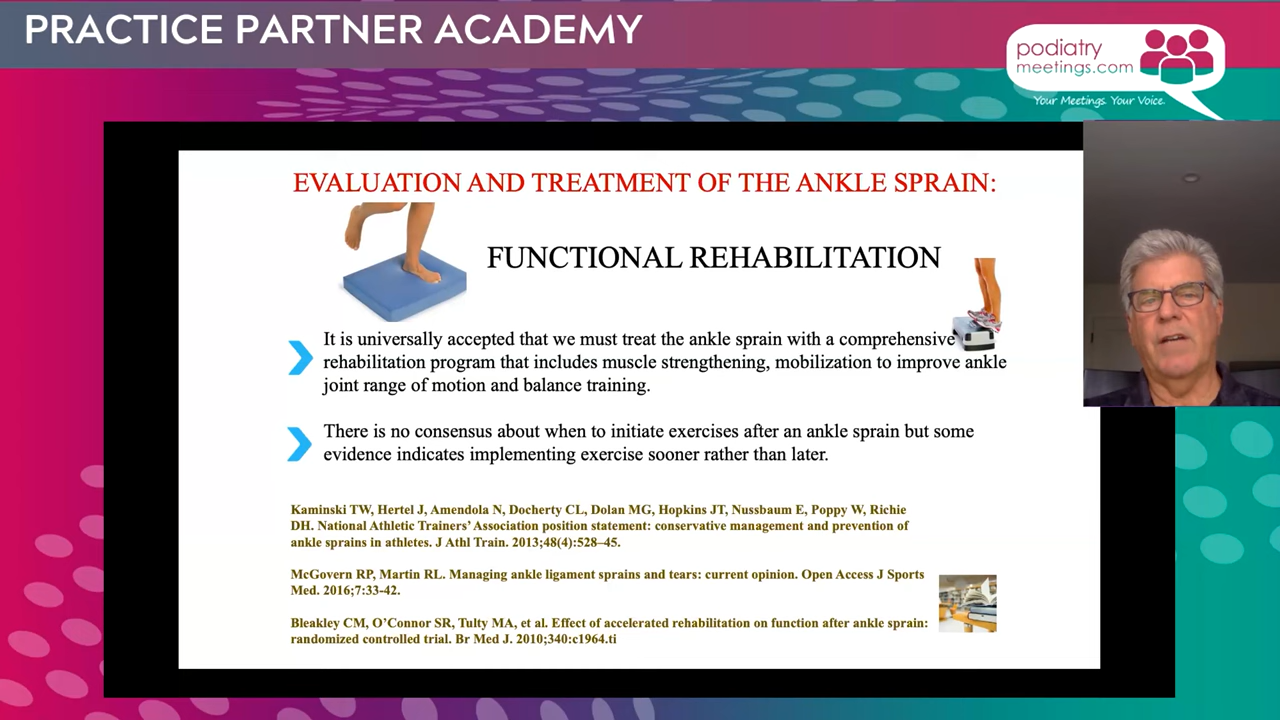 PRACTICE PARTNER ACADEMY
podiatry
meetings.com
Your Meetings. Your Voice.
EVALUATION AND TREATMENT OF THE ANKLE SPRAIN:
FUNCTIONAL REHABILITATION
It is universally accepted that we must treat the ankle sprain with a comprehensive
rehabilitation program that includes muscle strengthening, mobilization to improve ankle
joint range of motion and balance training.
There is no consensus about when to initiate exercises after an ankle sprain but some
evidence indicates implementing exercise sooner rather than later.
Kaminski TW, Hertel J, Amendola N, Docherty CL, Dolan MG, Hopkins JT, Nussbaum E, Poppy W, Richie
DH. National Athletic Trainers’ Association position statement: conservative management and prevention of
ankle sprains in athletes. J Athl Train. 2013;48(4):528–45.
McGovern RP, Martin RL. Managing ankle ligament sprains and tears: current opinion. Open Access J Sports
Med. 2016;7:33-42.
Bleakley CM, O’Connor SR, Tulty MA, et al. Effect of accelerated rehabilitation on function after ankle sprain:
randomized controlled trial. Br Med J. 2010;340:c1964.ti